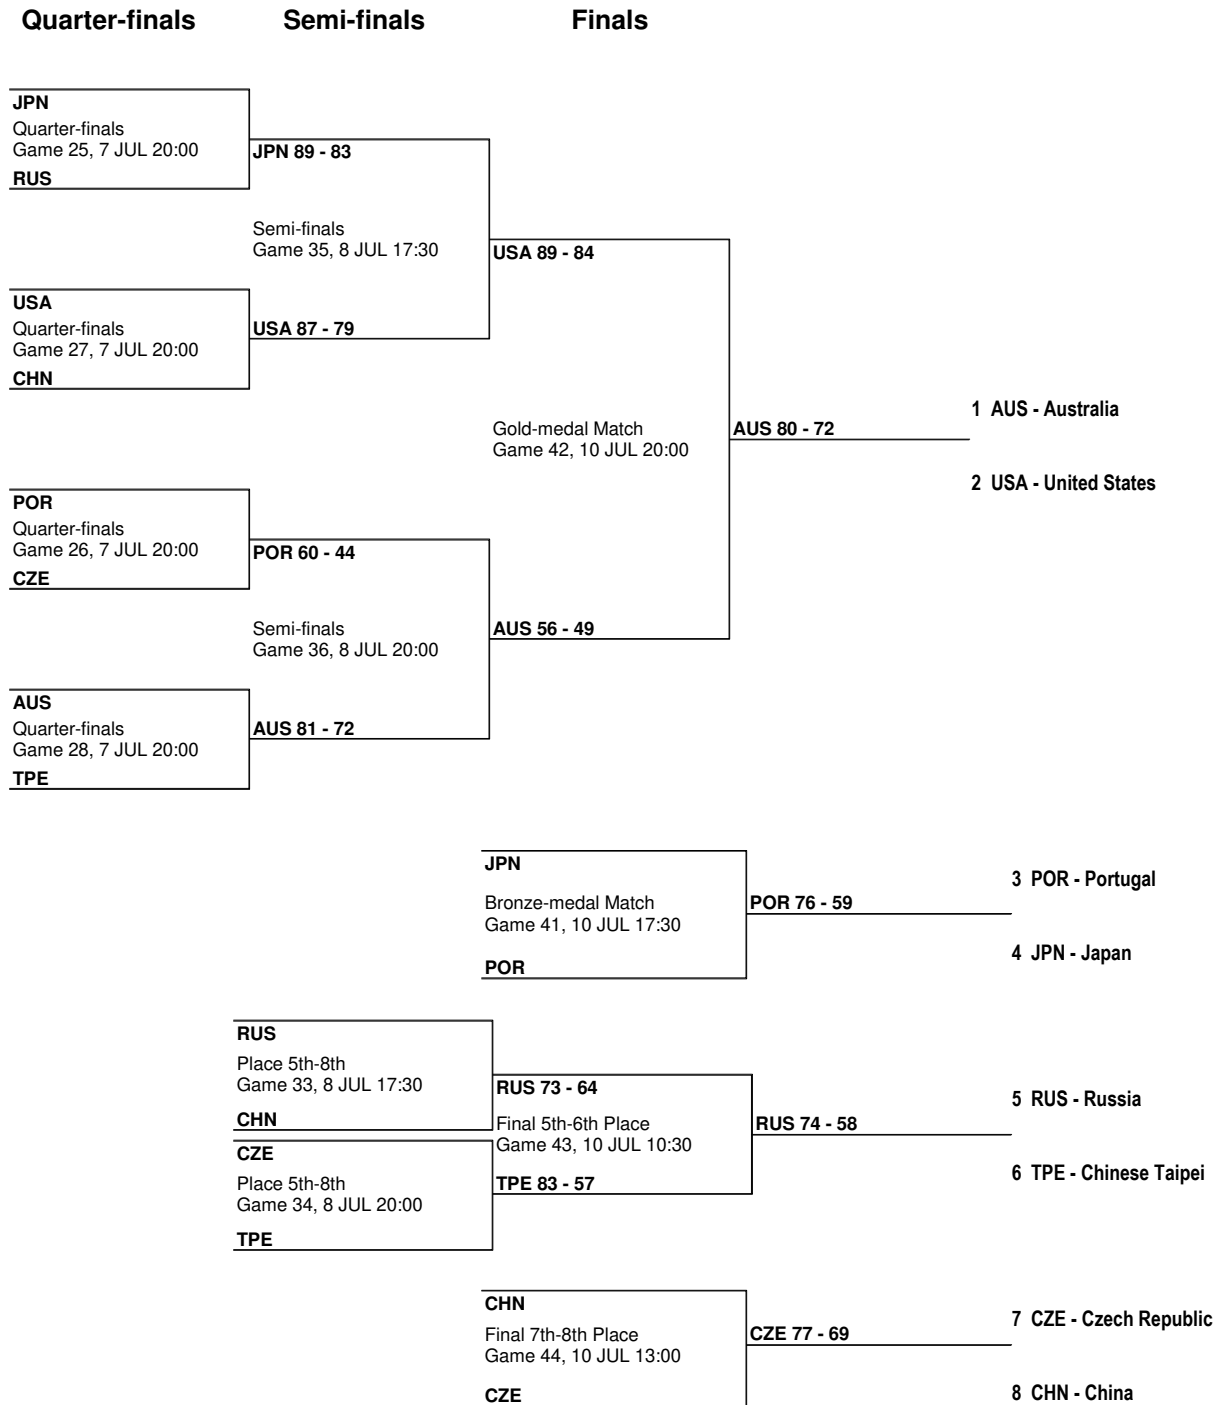 Quarter-finals Semi-finals Finals
JPN
Quarter-finals
Game 25, 7 JUL 20:00
RUS
JPN 89 - 83
Semi-finals
Game 35, 8 JUL 17:30
USA 89 - 84
USA
Quarter-finals
Game 27, 7 JUL 20:00
CHN
USA 87 - 79
Gold-medal Match
Game 42, 10 JUL 20:00
AUS 80 - 72
1 AUS - Australia
2 USA - United States
POR
Quarter-finals
Game 26, 7 JUL 20:00
CZE
POR 60 - 44
Semi-finals
Game 36, 8 JUL 20:00
AUS 56 - 49
AUS
Quarter-finals
Game 28, 7 JUL 20:00
TPE
AUS 81 - 72
JPN
Bronze-medal Match
Game 41, 10 JUL 17:30
POR
POR 76 - 59
3 POR - Portugal
4 JPN - Japan
RUS
Place 5th-8th
Game 33, 8 JUL 17:30
CHN
RUS 73 - 64
Final 5th-6th Place
Game 43, 10 JUL 10:30
RUS 74 - 58
5 RUS - Russia
6 TPE - Chinese Taipei
CZE
Place 5th-8th
Game 34, 8 JUL 20:00
TPE
TPE 83 - 57
CHN
Final 7th-8th Place
Game 44, 10 JUL 13:00
CZE
CZE 77 - 69
7 CZE - Czech Republic
8 CHN - China